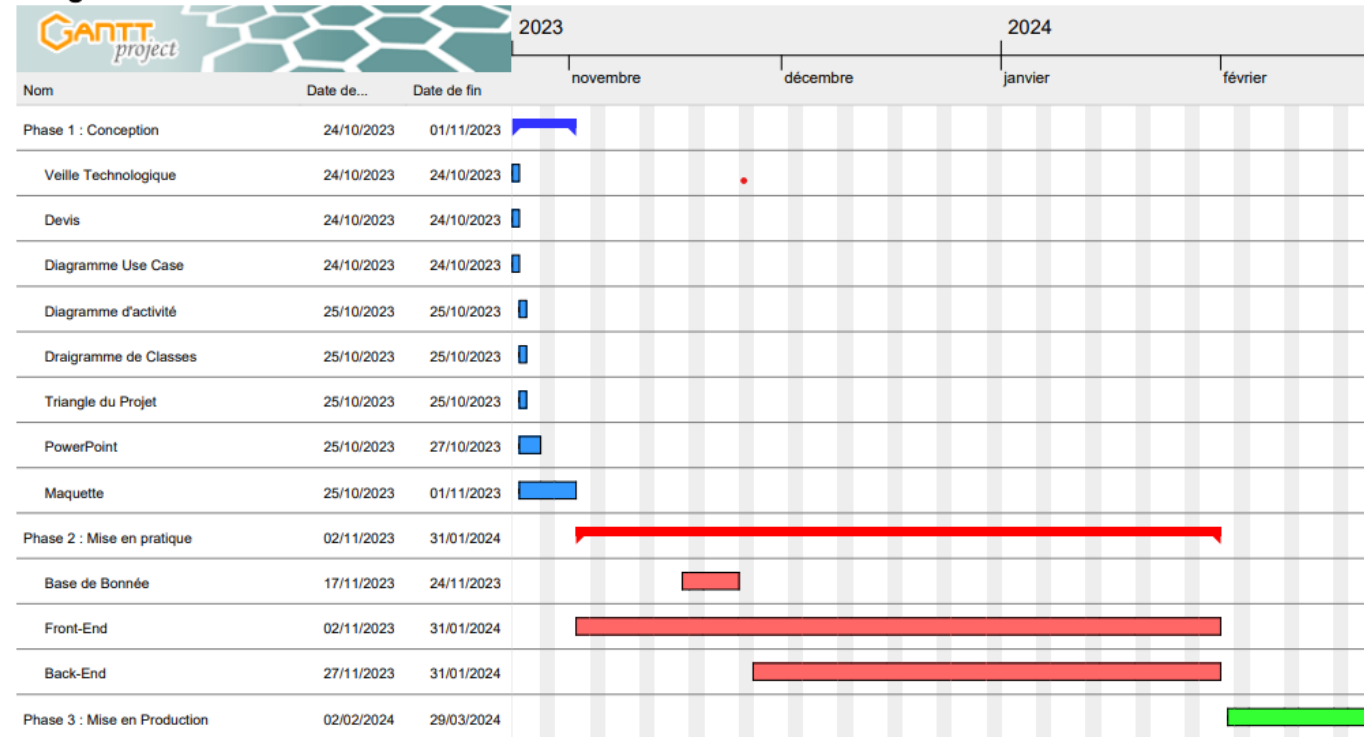 GANTT
project
2023 2024
novembre décembre janvier février
Nom Date de... Date de fin
Phase 1 : Conception 24/10/2023 01/11/2023
Veille Technologique 24/10/2023 24/10/2023
Devis 24/10/2023 24/10/2023
Diagramme Use Case 24/10/2023 24/10/2023
Diagramme d'activité 25/10/2023 25/10/2023
Draigramme de Classes 25/10/2023 25/10/2023
Triangle du Projet 25/10/2023 25/10/2023
PowerPoint 25/10/2023 27/10/2023
Maquette 25/10/2023 01/11/2023
Phase 2 : Mise en pratique 02/11/2023 31/01/2024
Base de Bonnée 17/11/2023 24/11/2023
Front-End 02/11/2023 31/01/2024
Back-End 27/11/2023 31/01/2024
Phase 3 : Mise en Production 02/02/2024 29/03/2024